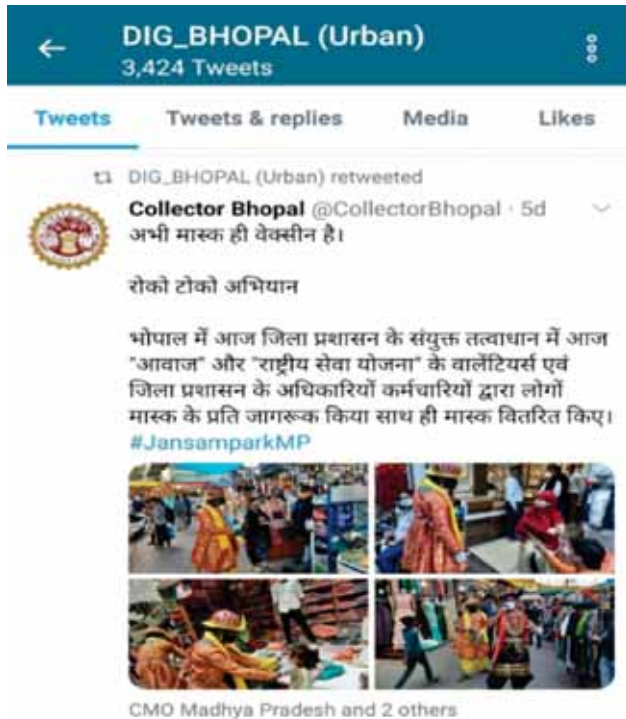 DIG_BHOPAL (Urban)
3,424 Tweets
Tweets Tweets & replies Media Likes
DIG_BHOPAL (Urban) retweeted
Collector Bhopal @CollectorBhopal · 5d
अभी मास्क ही वेक्सीन है।
रोको टोको अभियान
भोपाल में आज जिला प्रशासन के संयुक्त तत्वाधान में आज
"आवाज" और "राष्ट्रीय सेवा योजना" के वालेंटियर्स एवं
जिला प्रशासन के अधिकारियों कर्मचारियों द्वारा लोगों
मास्क के प्रति जागरूक किया साथ ही मास्क वितरित किए।
#JansamparkMP
CMO Madhya Pradesh and 2 others